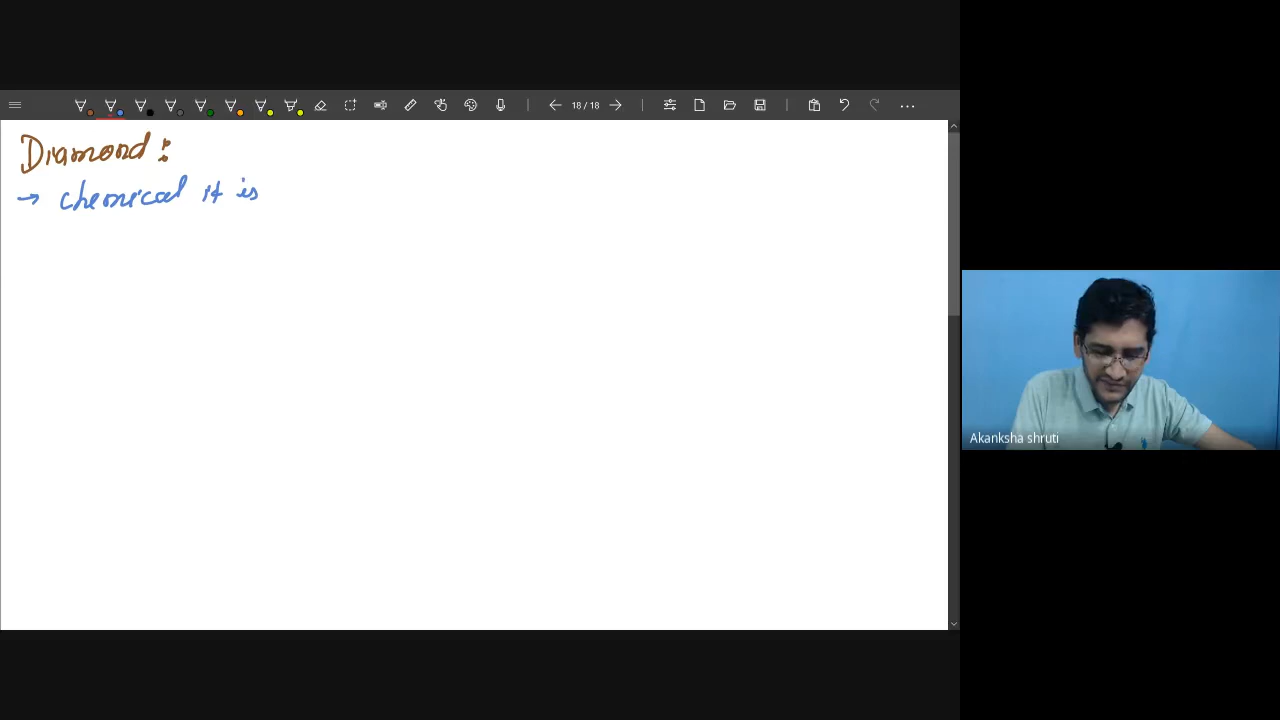 18 / 18
Diamond :
→ chemical it is
Akanksha shruti